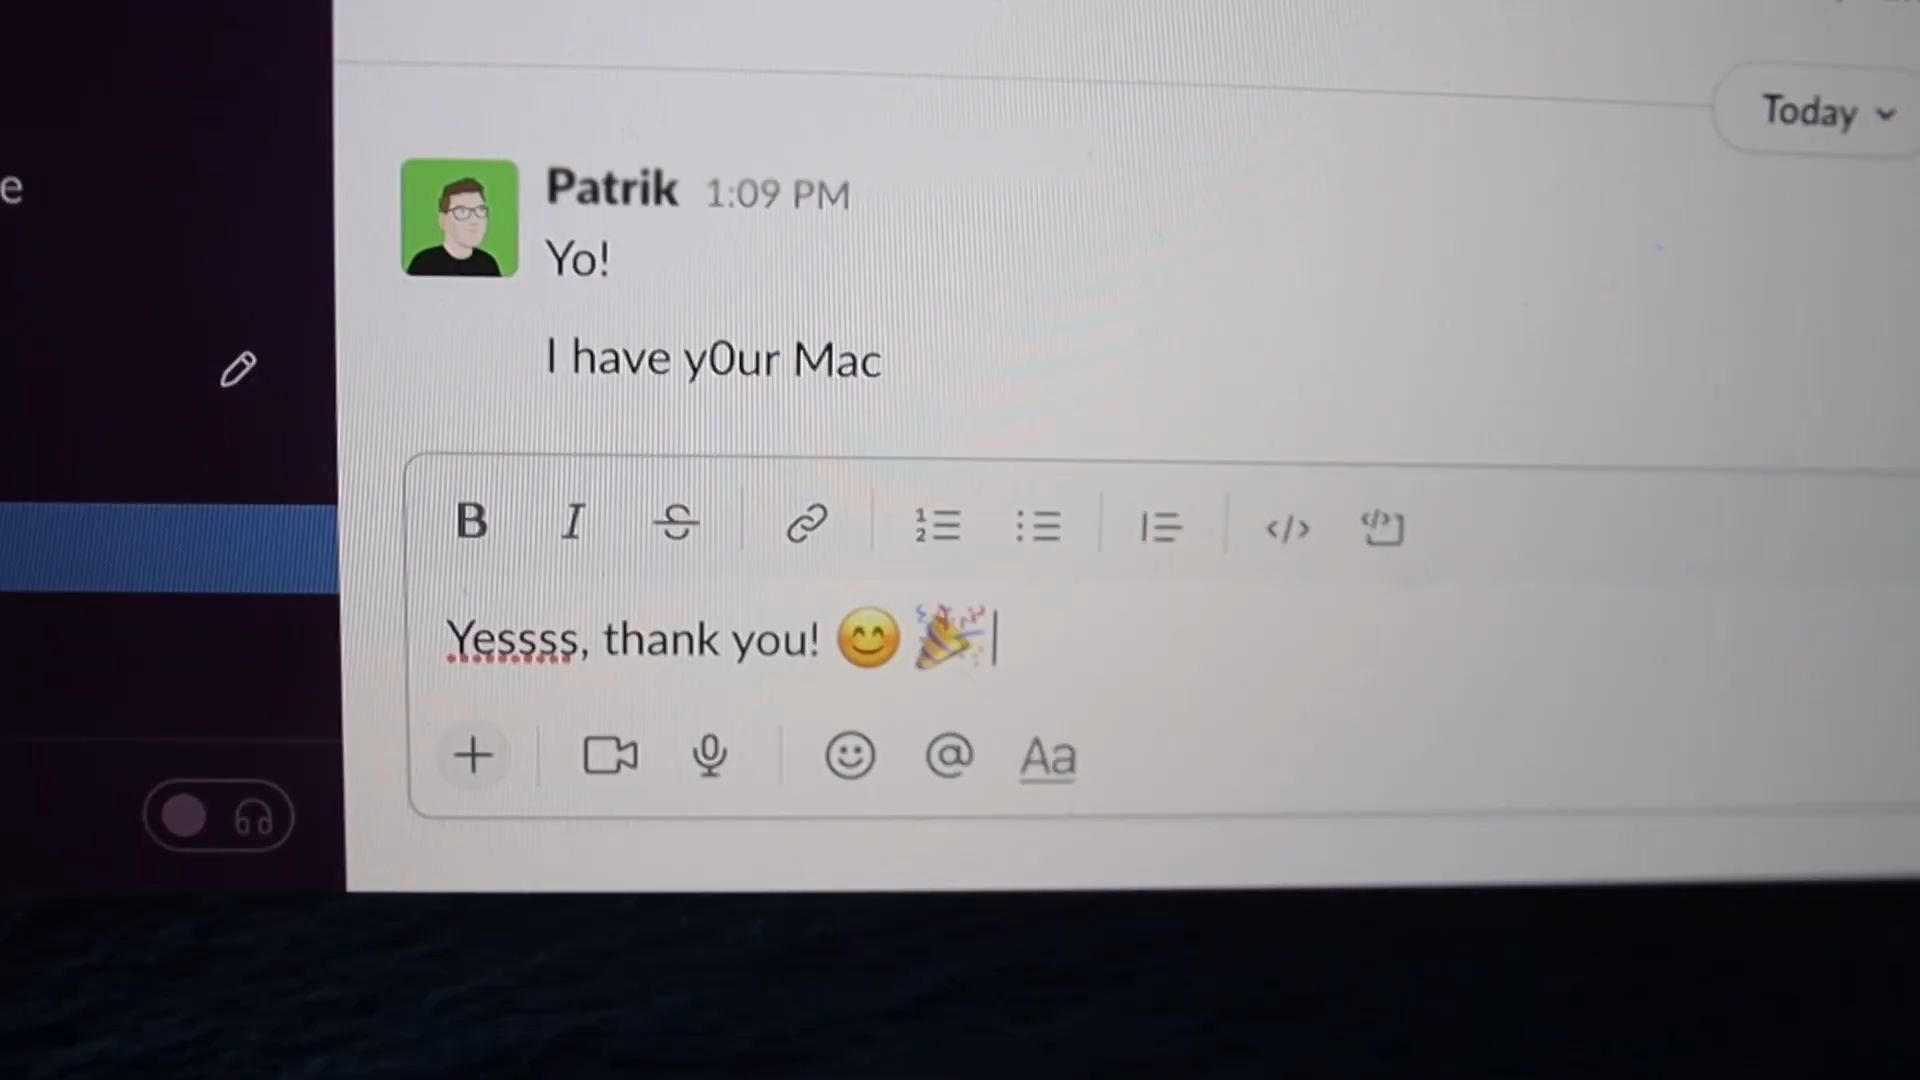 e
Today
Patrik 1:09 PM
Yo!
I have y0ur Mac
B I S
Yessss, thank you! 😊 🎉
@ Aa